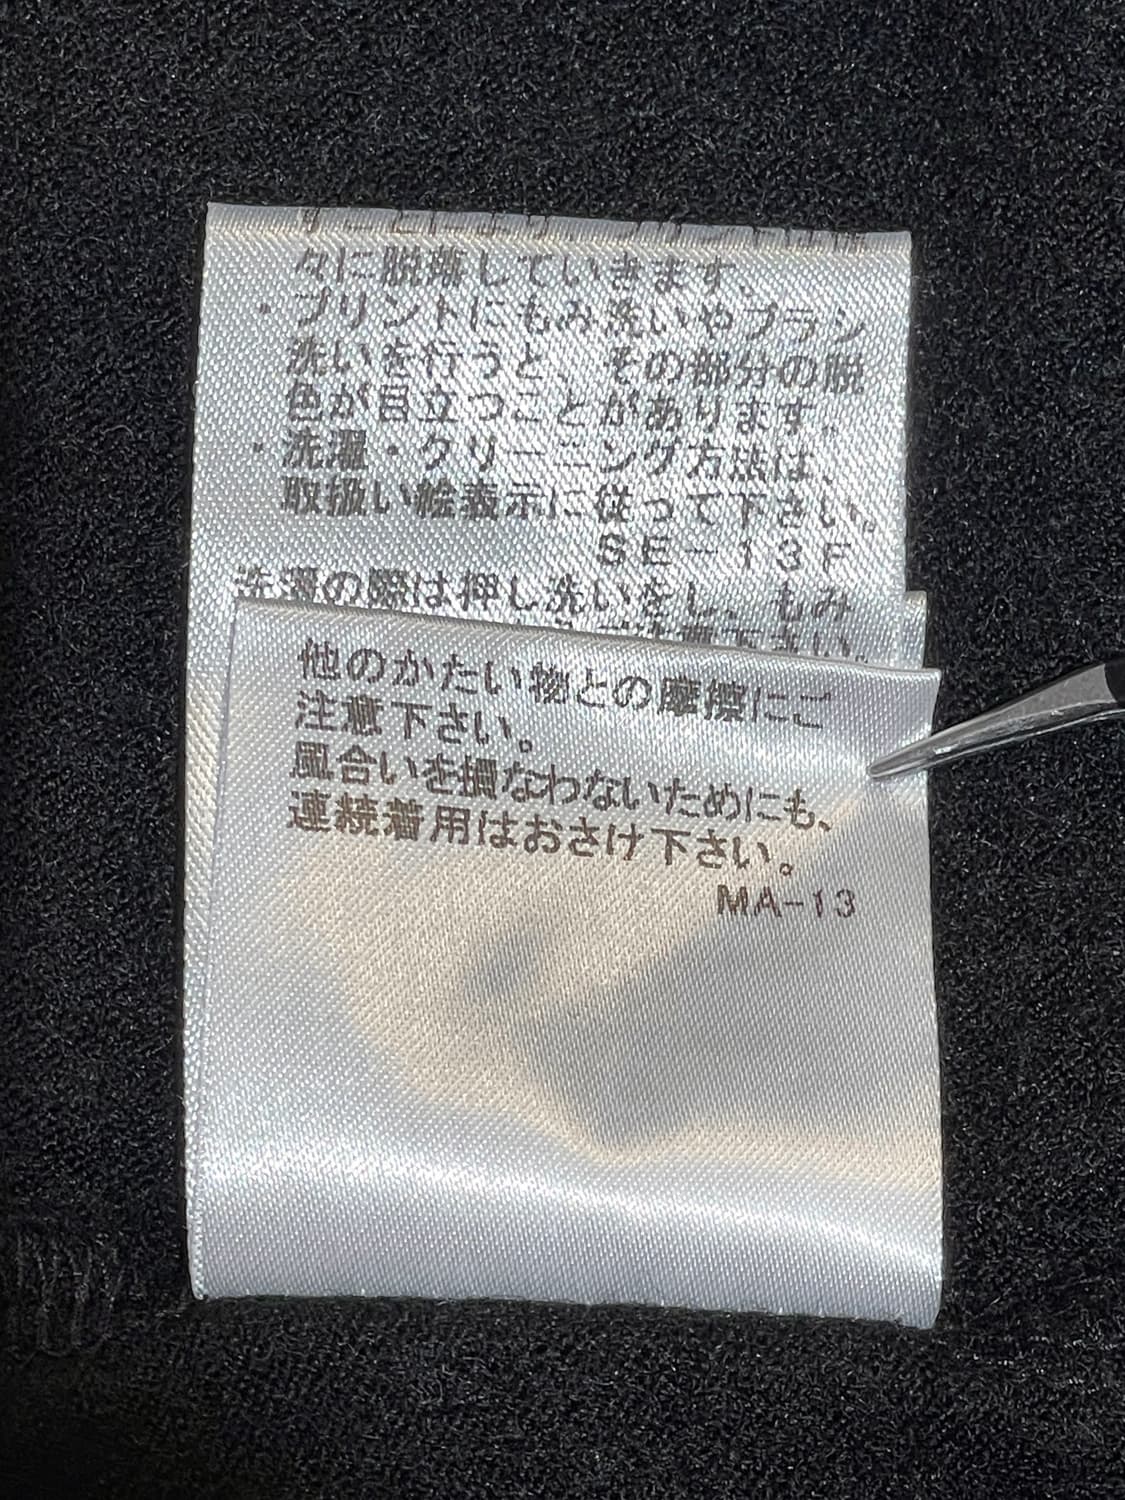 々に脱落していきます。
・プリントにもみ洗いやブラシ
洗いを行うと、その部分の脱
色が目立つことがあります。
・洗濯・クリーニング方法は、
取扱い絵表示に従って下さい。
SE-13F
洗濯の際は押し洗いをし、もみ
下さい。
他のかたい物との摩擦にご
注意下さい。
風合いを損なわないためにも、
連続着用はおさけ下さい。
MA-13